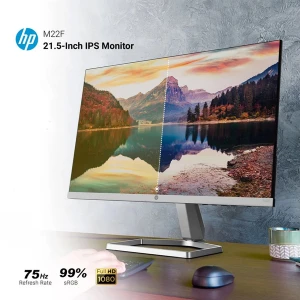 hp
M22F
21.5-Inch IPS Monitor
75Hz
Refresh Rate
99%
sRGB
Full HD
1080